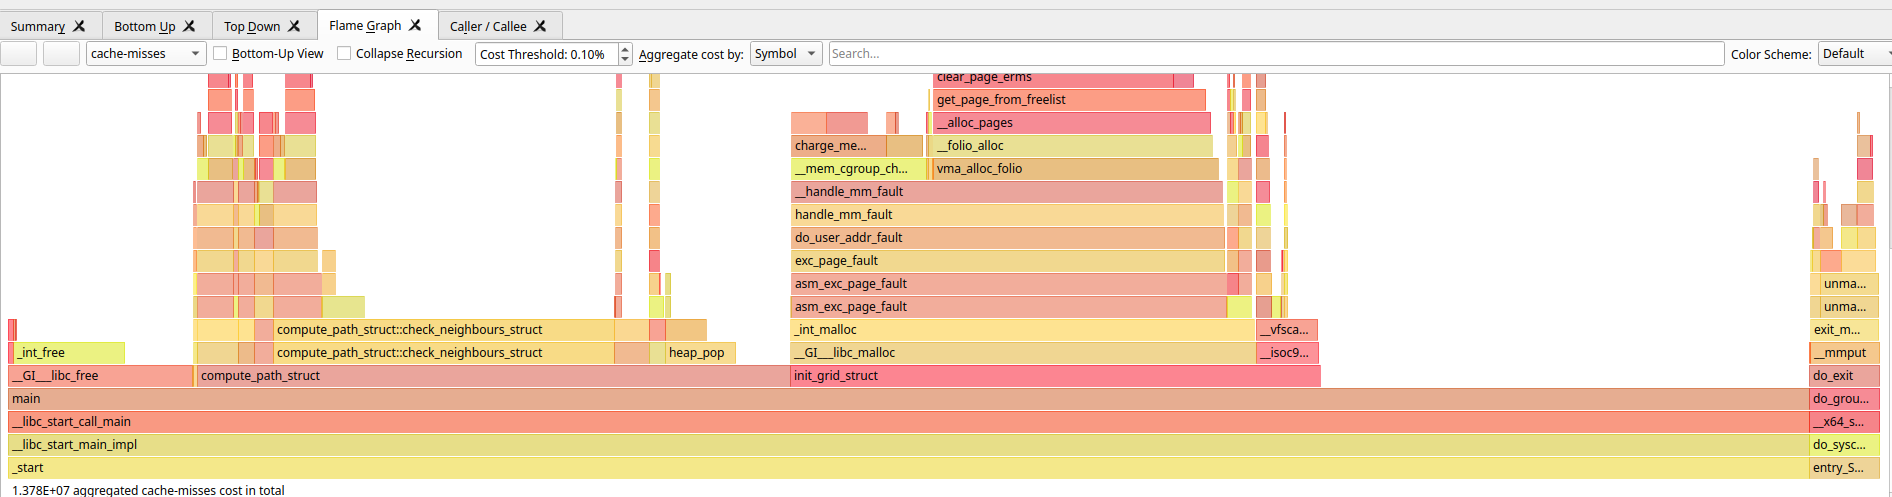 Summary Bottom Up Top Down Flame Graph Caller / Callee
cache-misses Bottom-Up View Collapse Recursion Cost Threshold: 0.10% Aggregate cost by: Symbol Search... Color Scheme: Default
clear_page_erms
get_page_from_freelist
__alloc_pages
charge_me... __folio_alloc
__mem_cgroup_ch... vma_alloc_folio
__handle_mm_fault
handle_mm_fault
do_user_addr_fault
exc_page_fault
asm_exc_page_fault unma...
asm_exc_page_fault unma...
compute_path_struct::check_neighbours_struct _int_malloc __vfsca... exit_m...
_int_free compute_path_struct::check_neighbours_struct heap_pop __GI___libc_malloc __isoc9... __mmput
__GI___libc_free compute_path_struct init_grid_struct do_exit
main do_grou...
__libc_start_call_main __x64_s...
__libc_start_main_impl do_sysc...
_start entry_S...
1.378E+07 aggregated cache-misses cost in total